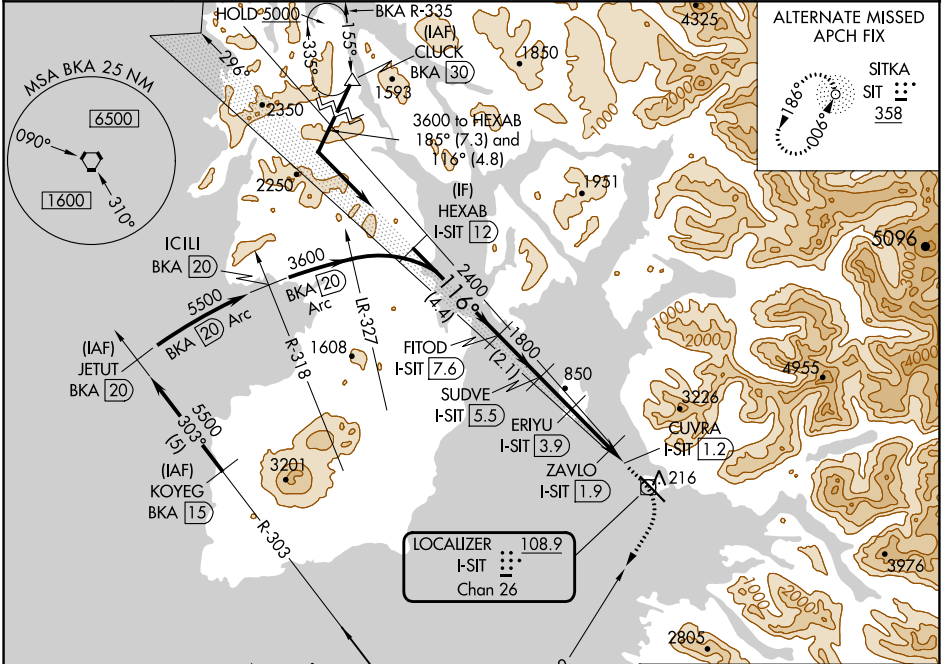 HOLD 5000
BKA R-335
(IAF)
CLUCK
BKA 30
335°
155°
296°
1593
1850
4325
ALTERNATE MISSED
APCH FIX
SITKA
SIT
358
186°
006°
MSA BKA 25 NM
6500
090°
1600
310°
2350
2250
3600 to HEXAB
185° (7.3) and
116° (4.8)
(IF)
HEXAB
I-SIT 12
1951
5096
ICILI
BKA 20
3600
BKA 20
Arc
5500
BKA 20 Arc
LR-327
R-318
116°
2400
(4.4)
1000
2000
1000
(IAF)
JETUT
BKA 20
1608
FITOD
I-SIT 7.6
1800
(2.1)
850
SUDVE
I-SIT 5.5
ERIYU
I-SIT 3.9
3226
4955
4000
CUVRA
I-SIT 1.2
5500
303°
(5)
(IAF)
KOYEG
BKA 15
3201
ZAVLO
I-SIT 1.9
216
R-303
LOCALIZER 108.9
I-SIT
Chan 26
3976
1000
1000
2805